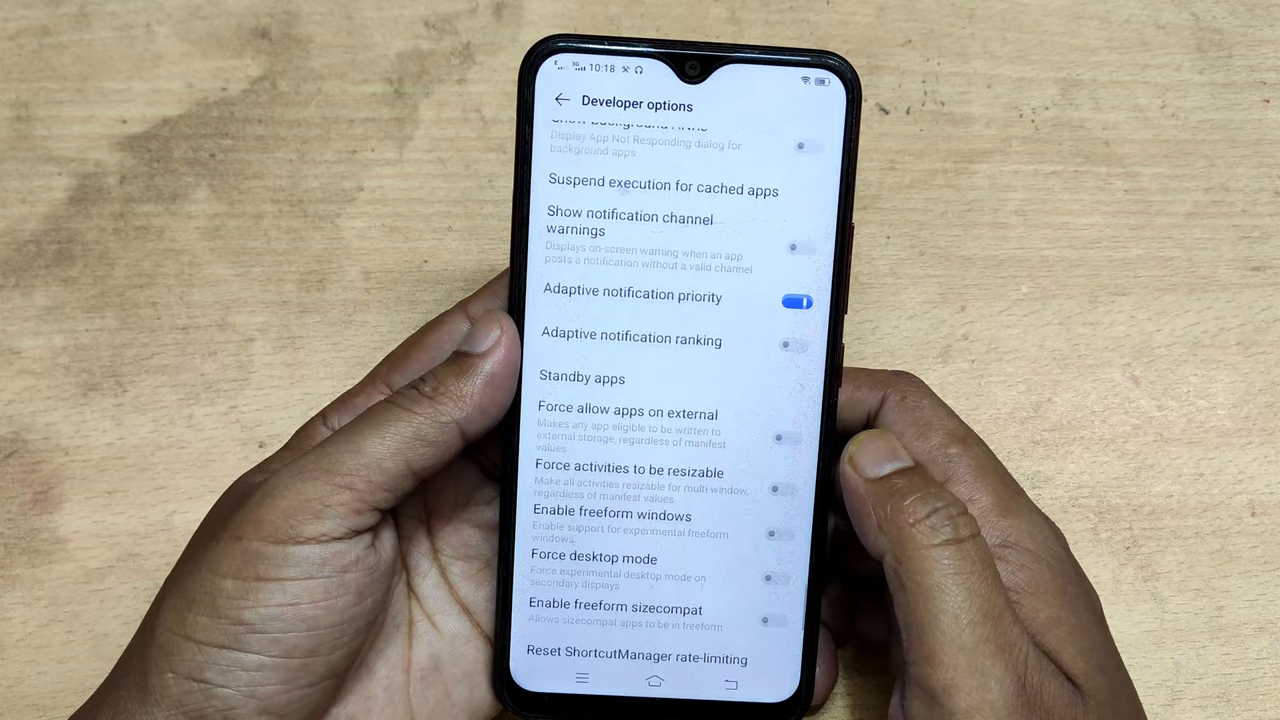 10:18
Developer options
Show background ANRs
Display App Not Responding dialog for
background apps
Suspend execution for cached apps
Show notification channel
warnings
Displays on-screen warning when an app
posts a notification without a valid channel
Adaptive notification priority
Adaptive notification ranking
Standby apps
Force allow apps on external
Makes any app eligible to be written to
external storage, regardless of manifest
values
Force activities to be resizable
Make all activities resizable for multi-window,
regardless of manifest values.
Enable freeform windows
Enable support for experimental freeform
windows.
Force desktop mode
Force experimental desktop mode on
secondary displays
Enable freeform sizecompat
Allows sizecompat apps to be in freeform
Reset ShortcutManager rate-limiting